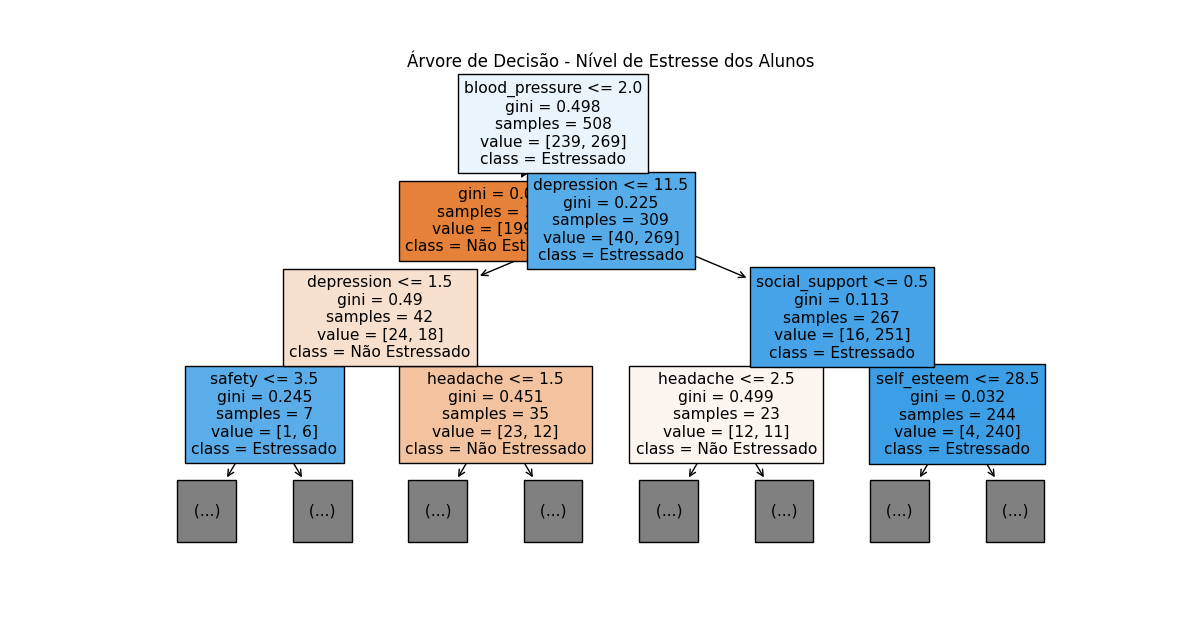 Árvore de Decisão - Nível de Estresse dos Alunos
blood_pressure <= 2.0
gini = 0.498
samples = 508
value = [239, 269]
class = Estressado
gini = 0.0
samples =
value = [199
class = Não Est
depression <= 11.5
gini = 0.225
samples = 309
value = [40, 269]
class = Estressado
depression <= 1.5
gini = 0.49
samples = 42
value = [24, 18]
class = Não Estressado
social_support <= 0.5
gini = 0.113
samples = 267
value = [16, 251]
class = Estressado
safety <= 3.5
gini = 0.245
samples = 7
value = [1, 6]
class = Estressado
headache <= 1.5
gini = 0.451
samples = 35
value = [23, 12]
class = Não Estressado
headache <= 2.5
gini = 0.499
samples = 23
value = [12, 11]
class = Não Estressado
self_esteem <= 28.5
gini = 0.032
samples = 244
value = [4, 240]
class = Estressado
(...)
(...)
(...)
(...)
(...)
(...)
(...)
(...)